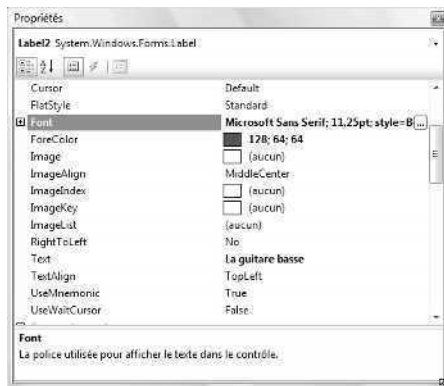 Propriétés
Label2 System.Windows.Forms.Label
Cursor Default
FlatStyle Standard
Font Microsoft Sans Serif; 11,25pt; style=B ...
ForeColor 128; 64; 64
Image (aucun)
ImageAlign MiddleCenter
ImageIndex (aucun)
ImageKey (aucun)
ImageList (aucun)
RightToLeft No
Text La guitare basse
TextAlign TopLeft
UseMnemonic True
UseWaitCursor False
Font
La police utilisée pour afficher le texte dans le contrôle.